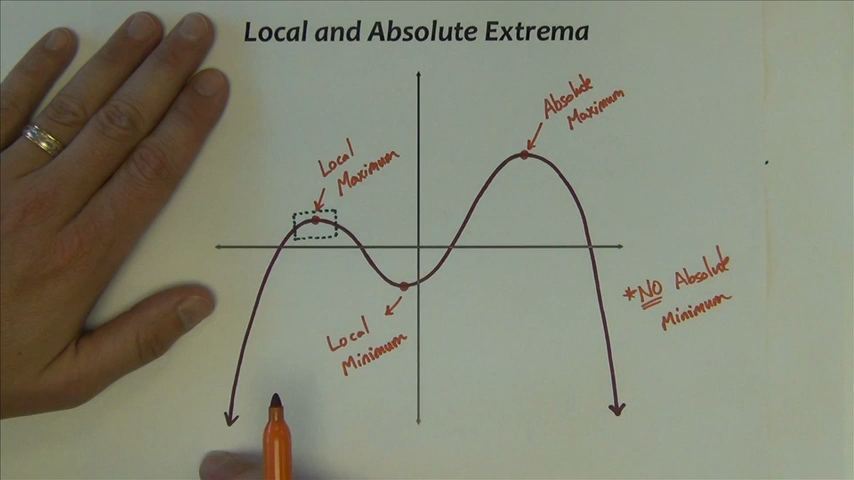 Local and Absolute Extrema
Absolute
Maximum
Local
Maximum
*NO Absolute
Minimum
Local
Minimum